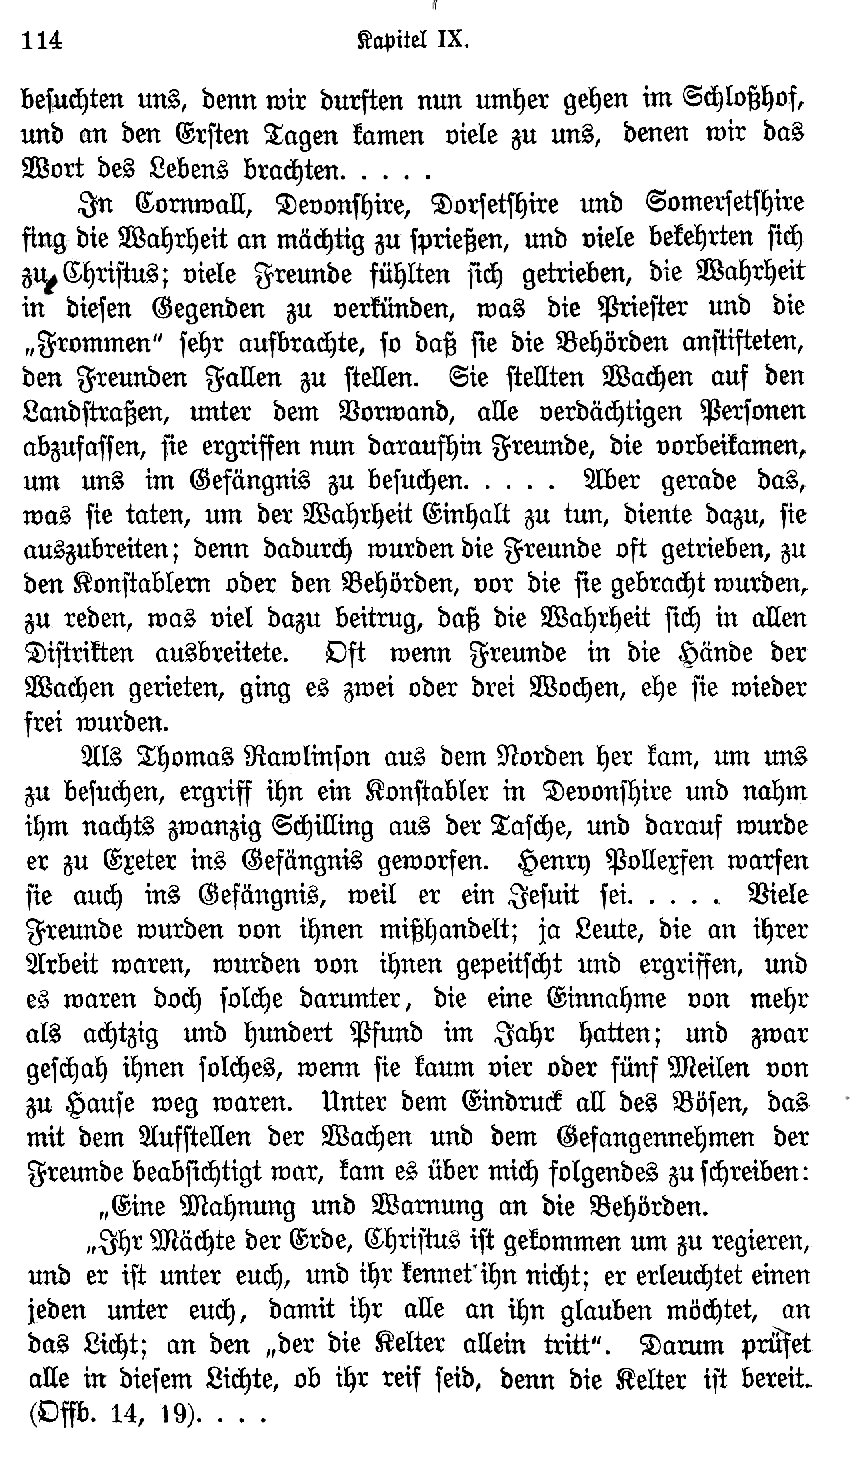 114 Kapitel IX.
besuchten uns, denn wir durften nun umher gehen im Schloßhof,
und an den Ersten Tagen kamen viele zu uns, denen wir das
Wort des Lebens brachten. . . . .
In Cornwall, Devonshire, Dorsetshire und Somersetshire
fing die Wahrheit an mächtig zu sprießen, und viele bekehrten sich
zu Christus; viele Freunde fühlten sich getrieben, die Wahrheit
in diesen Gegenden zu verkünden, was die Priester und die
„Frommen“ sehr aufbrachte, so daß sie die Behörden anstifteten,
den Freunden Fallen zu stellen. Sie stellten Wachen auf den
Landstraßen, unter dem Vorwand, alle verdächtigen Personen
abzufassen, sie ergriffen nun daraufhin Freunde, die vorbeikamen,
um uns im Gefängnis zu besuchen. . . . . Aber gerade das,
was sie taten, um der Wahrheit Einhalt zu tun, diente dazu, sie
auszubreiten; denn dadurch wurden die Freunde oft getrieben, zu
den Konstablern oder den Behörden, vor die sie gebracht wurden,
zu reden, was viel dazu beitrug, daß die Wahrheit sich in allen
Distrikten ausbreitete. Oft wenn Freunde in die Hände der
Wachen gerieten, ging es zwei oder drei Wochen, ehe sie wieder
frei wurden.
Als Thomas Rawlinson aus dem Norden her kam, um uns
zu besuchen, ergriff ihn ein Konstabler in Devonshire und nahm
ihm nachts zwanzig Schilling aus der Tasche, und darauf wurde
er zu Exeter ins Gefängnis geworfen. Henry Pollexfen warfen
sie auch ins Gefängnis, weil er ein Jesuit sei. . . . . Viele
Freunde wurden von ihnen mißhandelt; ja Leute, die an ihrer
Arbeit waren, wurden von ihnen gepeitscht und ergriffen, und
es waren doch solche darunter, die eine Einnahme von mehr
als achtzig und hundert Pfund im Jahr hatten; und zwar
geschah ihnen solches, wenn sie kaum vier oder fünf Meilen von
zu Hause weg waren. Unter dem Eindruck all des Bösen, das
mit dem Aufstellen der Wachen und dem Gefangennehmen der
Freunde beabsichtigt war, kam es über mich folgendes zu schreiben:
„Eine Mahnung und Warnung an die Behörden.
„Ihr Mächte der Erde, Christus ist gekommen um zu regieren,
und er ist unter euch, und ihr kennet ihn nicht; er erleuchtet einen
jeden unter euch, damit ihr alle an ihn glauben möchtet, an
das Licht; an den „der die Kelter allein tritt“. Darum prüfet
alle in diesem Lichte, ob ihr reif seid, denn die Kelter ist bereit.
(Offb. 14, 19). . . .